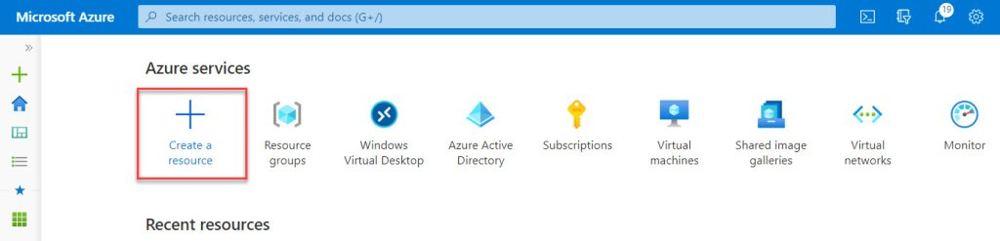 Microsoft Azure
Search resources, services, and docs (G+/)
19
»
Azure services
Create a
resource
Resource
groups
Windows
Virtual Desktop
Azure Active
Directory
Subscriptions
Virtual
machines
Shared image
galleries
Virtual
networks
Monitor
Recent resources